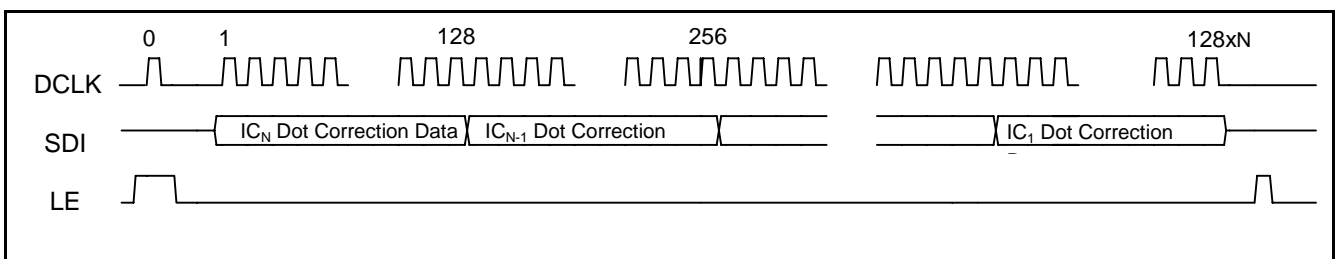 0 1 128 256 128xN
DCLK
SDI
IC_N Dot Correction Data IC_N-1 Dot Correction IC_1 Dot Correction
LE